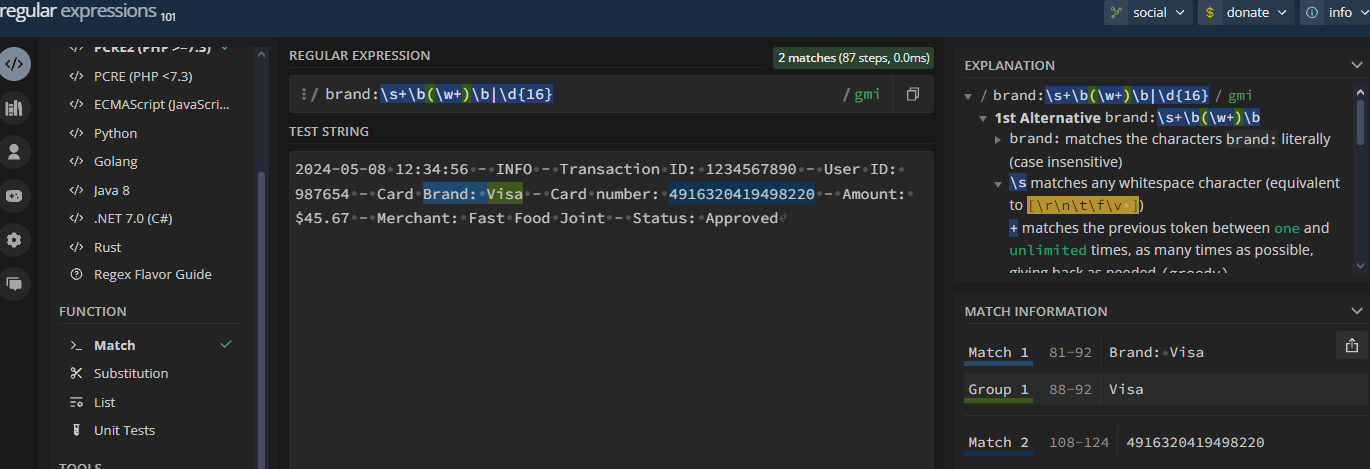 regular expressions 101
social
donate
info
PCRE2 (PHP >=7.3)
PCRE (PHP <7.3)
ECMAScript (JavaScri...
Python
Golang
Java 8
.NET 7.0 (C#)
Rust
Regex Flavor Guide
FUNCTION
Match
Substitution
List
Unit Tests
TOOLS
REGULAR EXPRESSION
2 matches (87 steps, 0.0ms)
/ brand:\s+\b(\w+)\b|\d{16} / gmi
TEST STRING
2024-05-08 12:34:56 - INFO - Transaction ID: 1234567890 - User ID:
987654 - Card Brand: Visa - Card number: 4916320419498220 - Amount:
$45.67 - Merchant: Fast Food Joint - Status: Approved
EXPLANATION
/ brand:\s+\b(\w+)\b|\d{16} / gmi
1st Alternative brand:\s+\b(\w+)\b
brand: matches the characters brand: literally
(case insensitive)
\s matches any whitespace character (equivalent
to [\r\n\t\f\v ])
+ matches the previous token between one and
unlimited times, as many times as possible,
giving back as needed (greedy)
MATCH INFORMATION
Match 1 81-92 Brand: Visa
Group 1 88-92 Visa
Match 2 108-124 4916320419498220